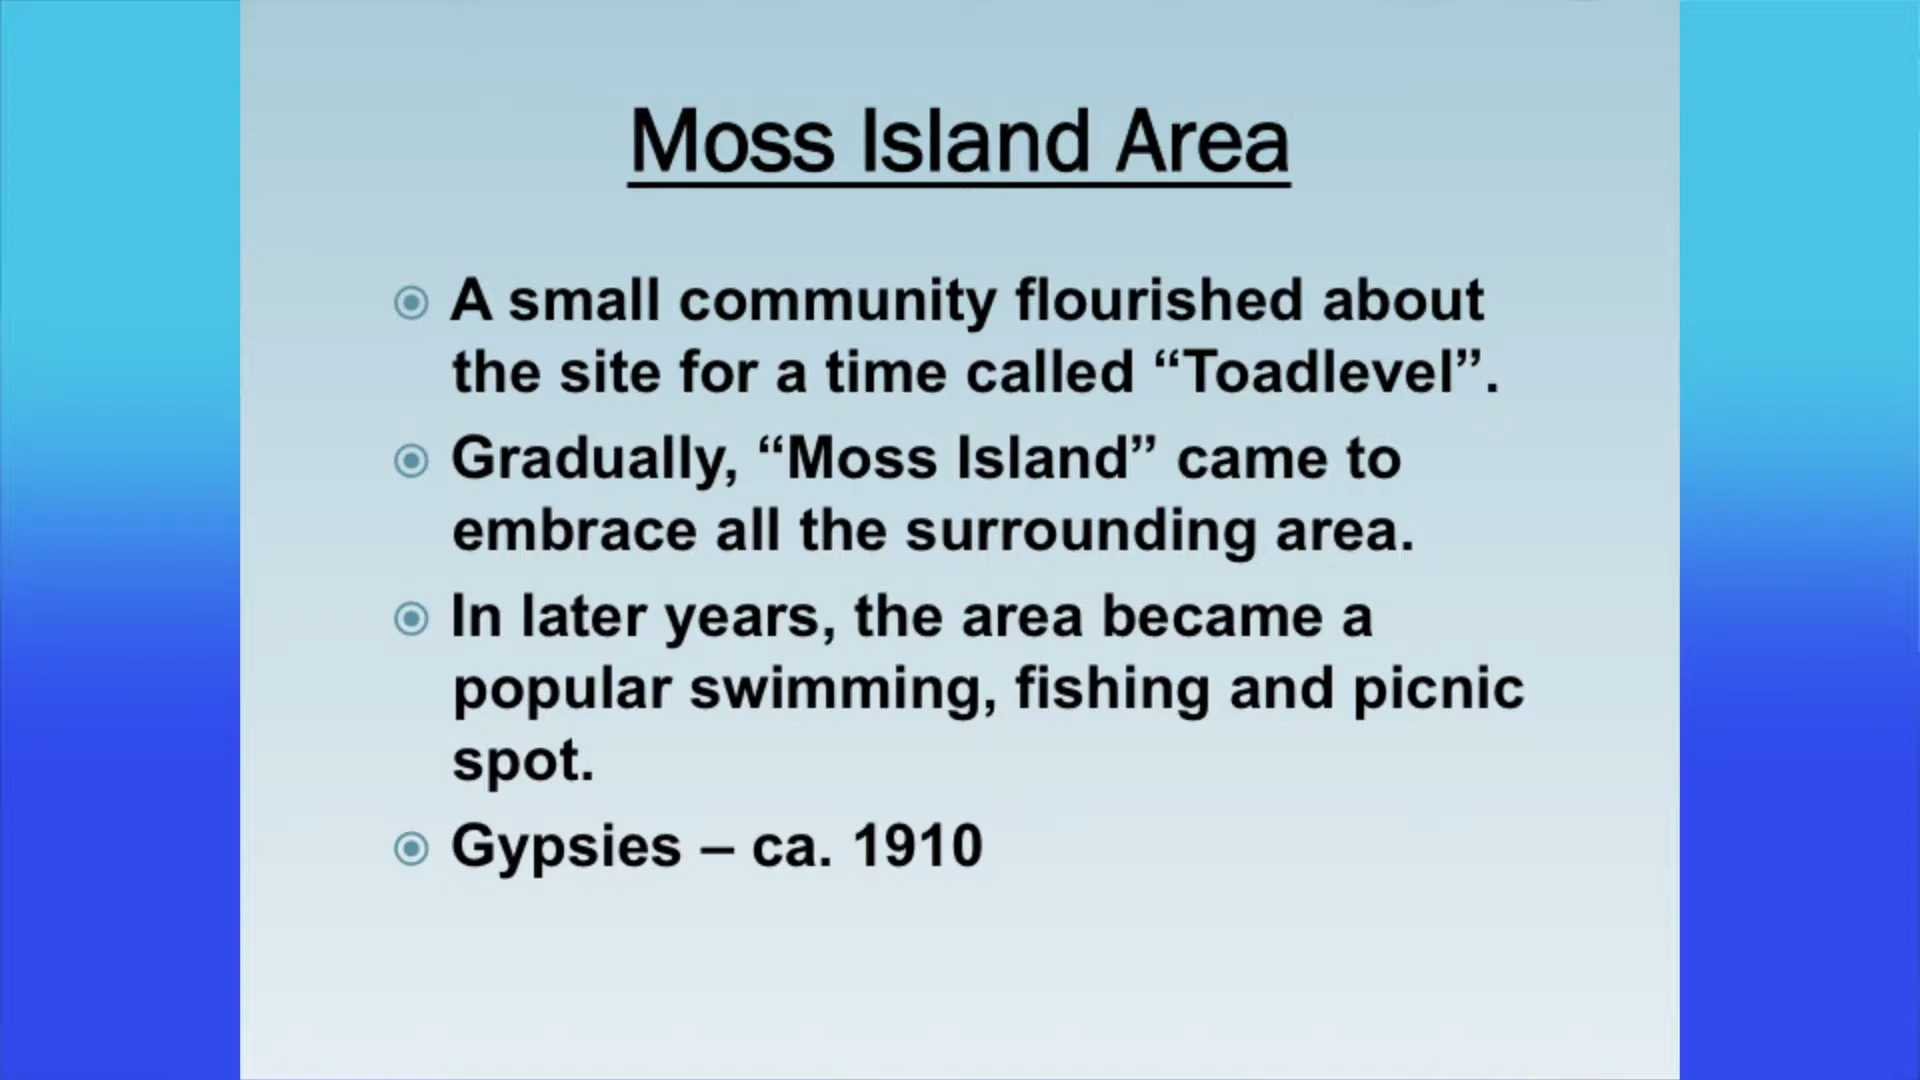 Moss Island Area
A small community flourished about
the site for a time called “Toadlevel”.
Gradually, “Moss Island” came to
embrace all the surrounding area.
In later years, the area became a
popular swimming, fishing and picnic
spot.
Gypsies – ca. 1910